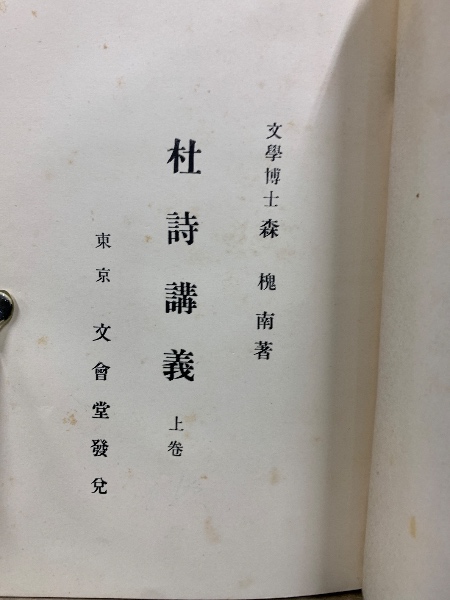 文學博士 森 槐南著
杜詩講義 上卷
東京 文會堂發兌